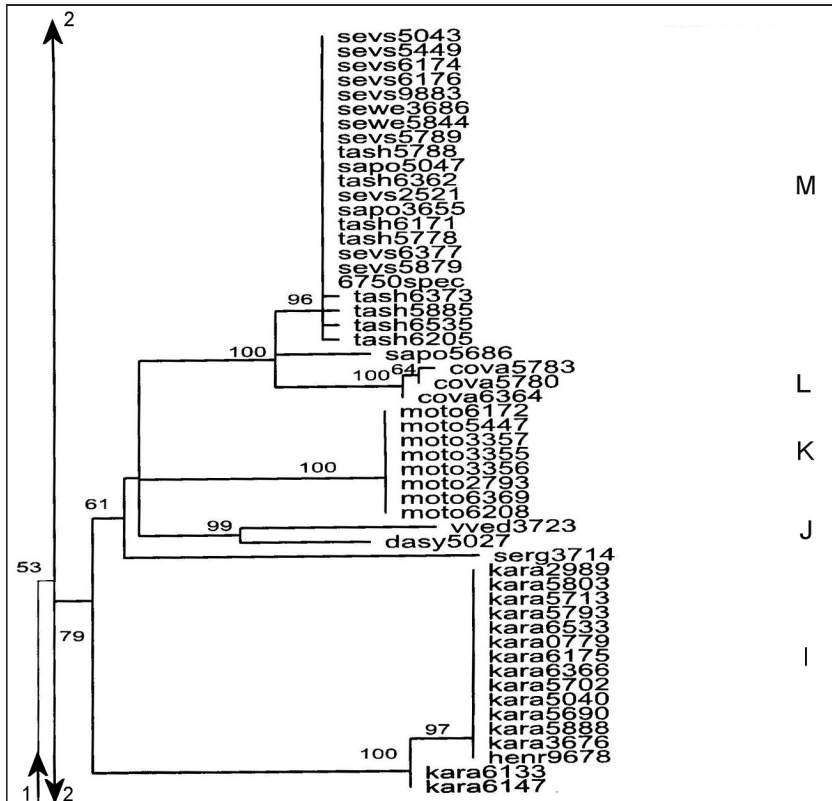 2
sevs5043
sevs5449
sevs6174
sevs6176
sevs9883
sewe3686
sewe5844
sevs5789
tash5788
sapo5047
tash6362
sevs2521
M
sapo3655
tash6171
tash5778
sevs6377
sevs5879
6750spec
96 tash6373
tash5885
tash6535
tash6205
100 sapo5686
100 64 cova5783
cova5780 L
cova6364
moto6172
moto5447
moto3357
moto3355 K
100 moto3356
moto2793
moto6369
61 moto6208
99 vved3723 J
dasy5027
serg3714
53 kara2989
kara5803
kara5713
kara5793
kara6533
79 kara0779
kara6175 I
kara6366
kara5702
kara5040
kara5690
97 kara5888
kara3676
100 henr9678
kara6133
1 2 kara6147